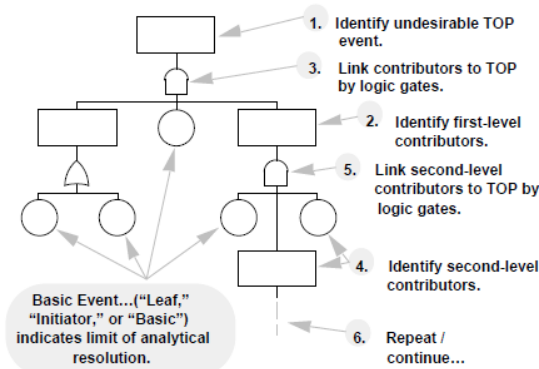 1. Identify undesirable TOP
event.
3. Link contributors to TOP
by logic gates.
2. Identify first-level
contributors.
5. Link second-level
contributors to TOP by
logic gates.
4. Identify second-level
contributors.
Basic Event...("Leaf,"
"Initiator," or "Basic")
indicates limit of analytical
resolution.
6. Repeat /
continue...